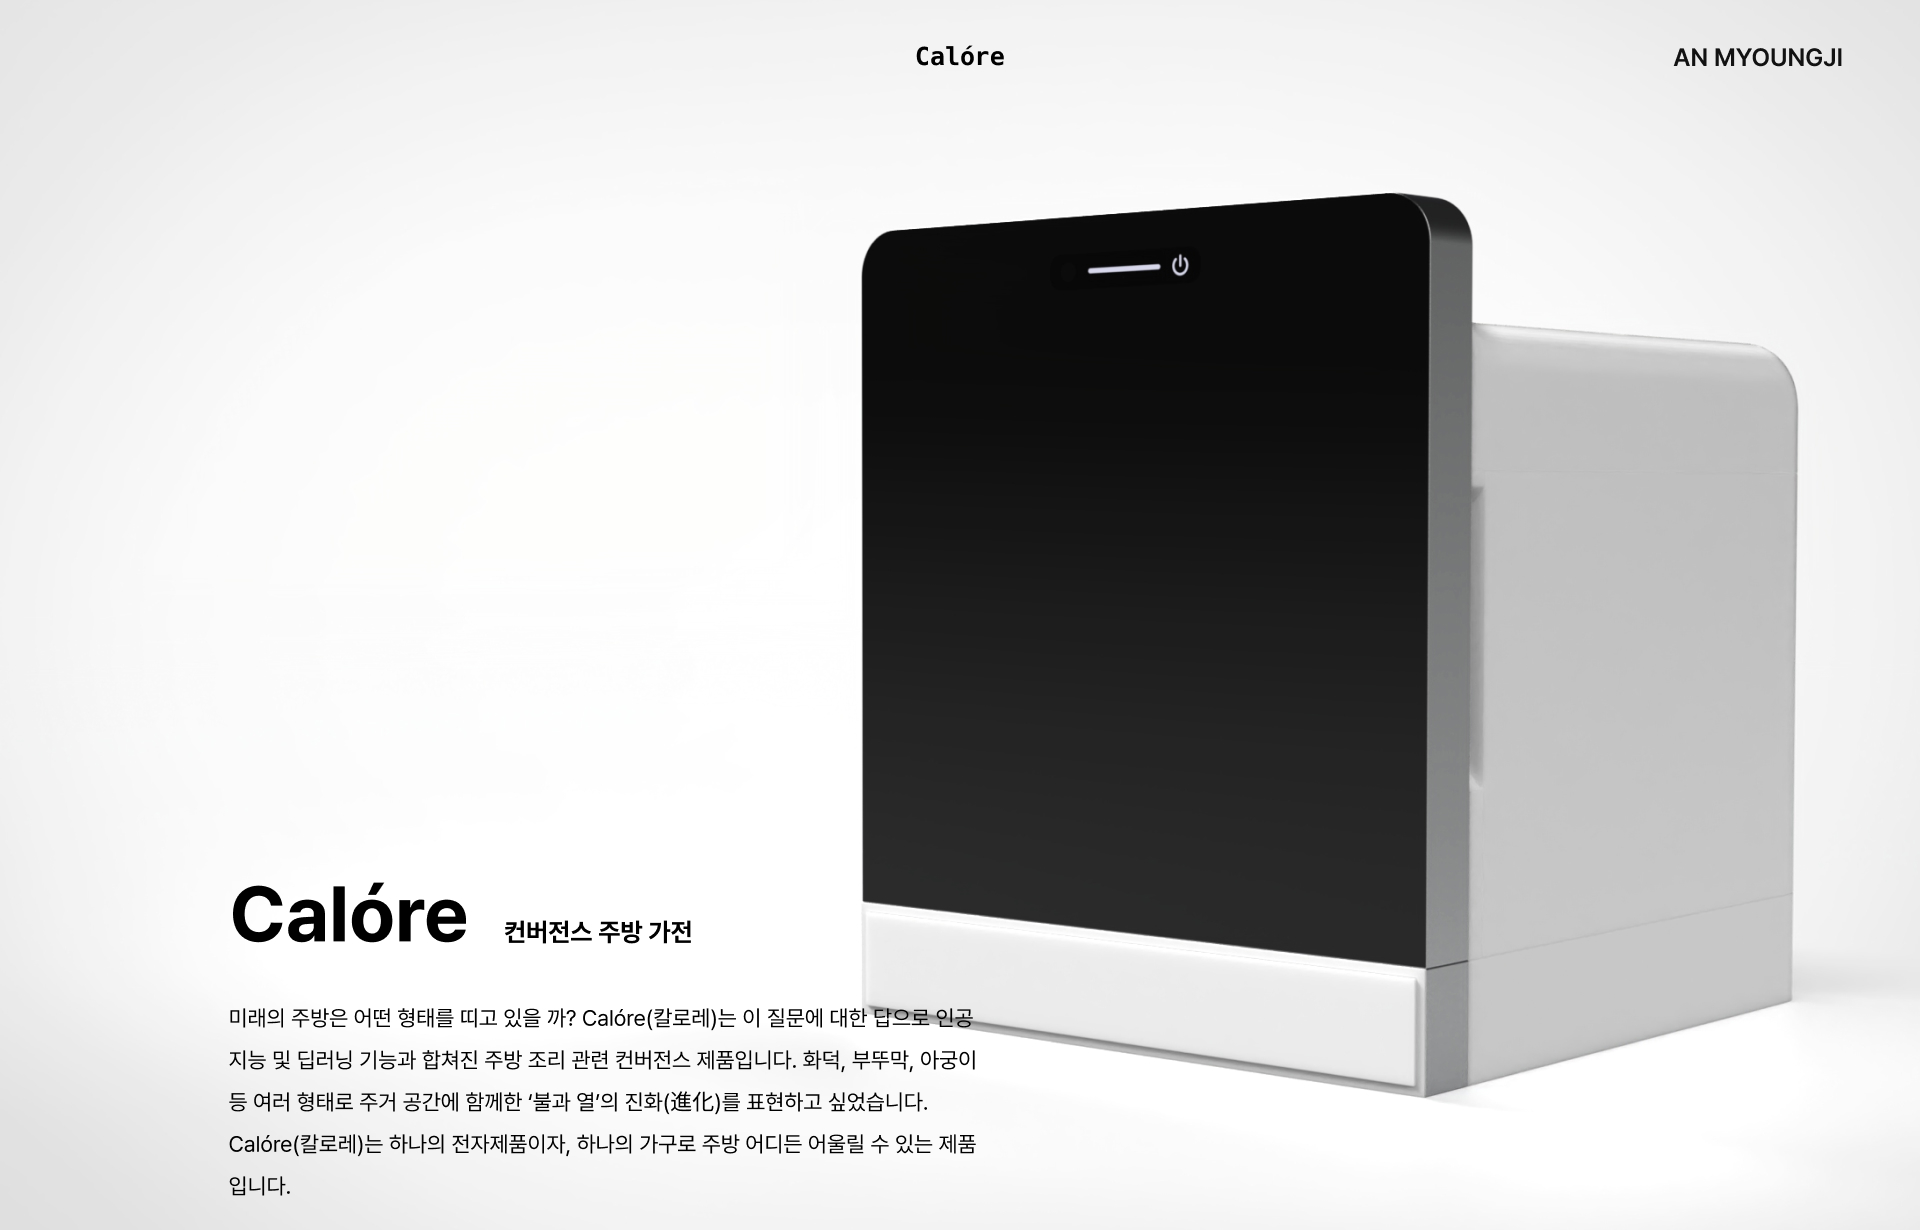 Calóre
AN MYOUNGJI
Calóre 컨버전스 주방 가전
미래의 주방은 어떤 형태를 띠고 있을 까? Calóre(칼로레)는 이 질문에 대한 답으로 인공
지능 및 딥러닝 기능과 합쳐진 주방 조리 관련 컨버전스 제품입니다. 화덕, 부뚜막, 아궁이
등 여러 형태로 주거 공간에 함께한 ‘불과 열’의 진화(進化)를 표현하고 싶었습니다.
Calóre(칼로레)는 하나의 전자제품이자, 하나의 가구로 주방 어디든 어울릴 수 있는 제품
입니다.